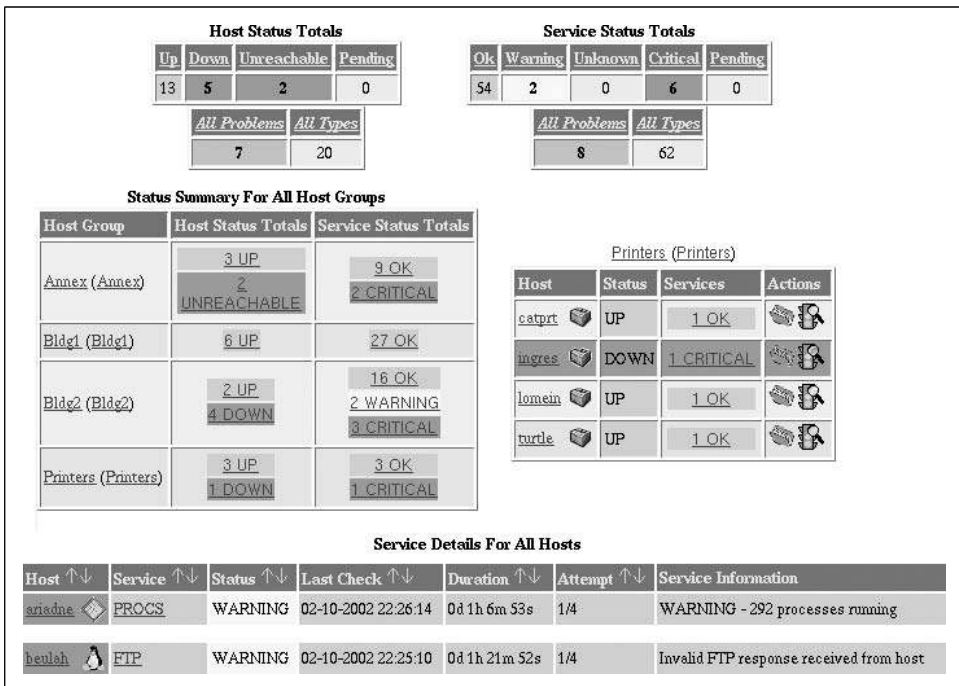 Host Status Totals
Up Down Unreachable Pending
13 5 2 0
All Problems All Types
7 20
Service Status Totals
Ok Warning Unknown Critical Pending
54 2 0 6 0
All Problems All Types
8 62
Status Summary For All Host Groups
Host Group Host Status Totals Service Status Totals
Annex (Annex) 3 UP 9 OK
2 UNREACHABLE 2 CRITICAL
Bldg1 (Bldg1) 6 UP 27 OK
Bldg2 (Bldg2) 2 UP 16 OK
4 DOWN 2 WARNING
3 CRITICAL
Printers (Printers) 3 UP 3 OK
1 DOWN 1 CRITICAL
Printers (Printers)
Host Status Services Actions
catprt UP 1 OK
ingres DOWN 1 CRITICAL
lomein UP 1 OK
turtle UP 1 OK
Service Details For All Hosts
Host ↑↓ Service ↑↓ Status ↑↓ Last Check ↑↓ Duration ↑↓ Attempt ↑↓ Service Information
ariadne PROCS WARNING 02-10-2002 22:26:14 0d 1h 6m 53s 1/4 WARNING - 292 processes running
beulah FTP WARNING 02-10-2002 22:25:10 0d 1h 21m 52s 1/4 Invalid FTP response received from host